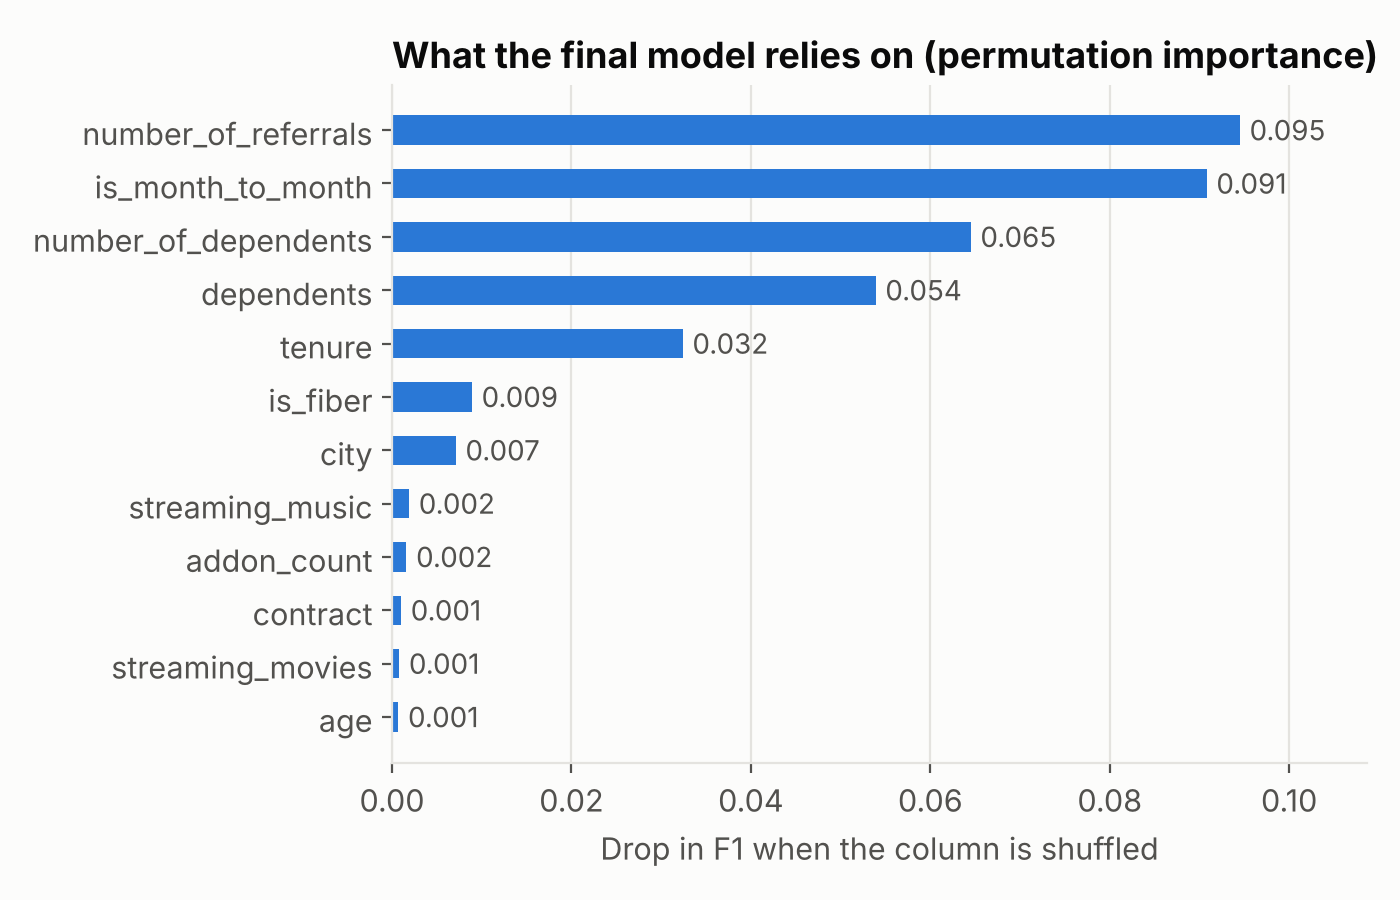 What the final model relies on (permutation importance)
number_of_referrals 0.095
is_month_to_month 0.091
number_of_dependents 0.065
dependents 0.054
tenure 0.032
is_fiber 0.009
city 0.007
streaming_music 0.002
addon_count 0.002
contract 0.001
streaming_movies 0.001
age 0.001
0.00 0.02 0.04 0.06 0.08 0.10
Drop in F1 when the column is shuffled